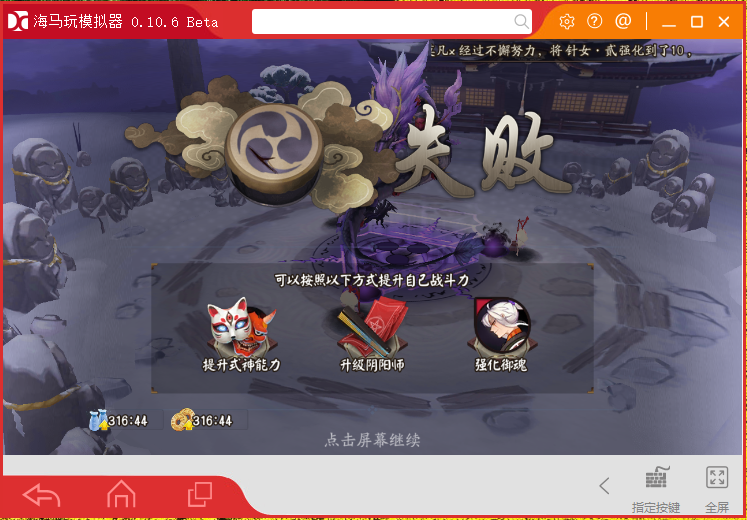 海马玩模拟器 0.10.6 Beta
凡× 经过不懈努力，将 针女·贰强化到了10，
失败
可以按照以下方式提升自己战斗力
提升式神能力
升级阴阳师
强化御魂
316:44
316:44
点击屏幕继续
指定按键
全屏